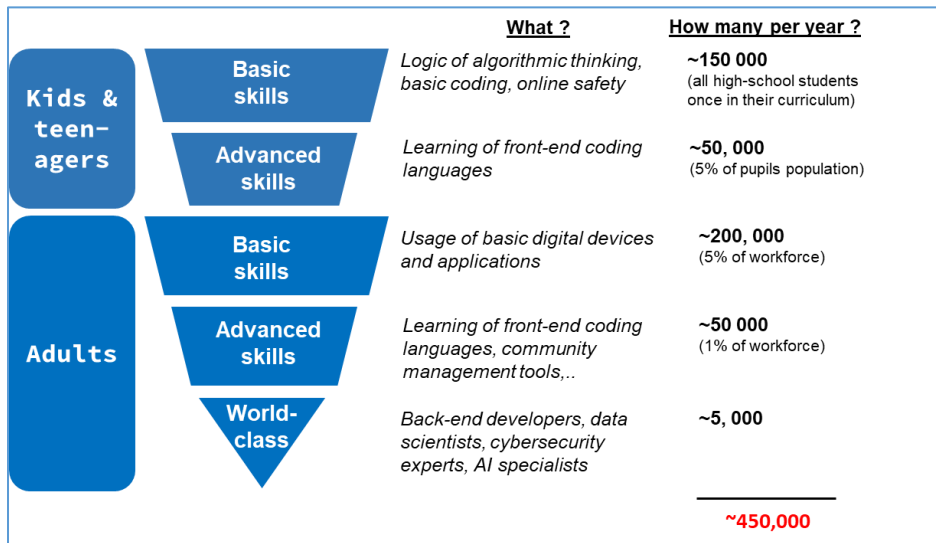 What ?
How many per year ?
Kids &
teen-
agers
Basic
skills
Logic of algorithmic thinking,
basic coding, online safety
~150 000
(all high-school students
once in their curriculum)
Advanced
skills
Learning of front-end coding
languages
~50, 000
(5% of pupils population)
Adults
Basic
skills
Usage of basic digital devices
and applications
~200, 000
(5% of workforce)
Advanced
skills
Learning of front-end coding
languages, community
management tools,..
~50 000
(1% of workforce)
World-
class
Back-end developers, data
scientists, cybersecurity
experts, AI specialists
~5, 000
~450,000